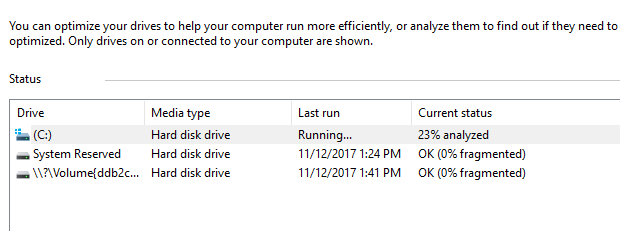 You can optimize your drives to help your computer run more efficiently, or analyze them to find out if they need to
optimized. Only drives on or connected to your computer are shown.
Status
Drive Media type Last run Current status
(C:) Hard disk drive Running... 23% analyzed
System Reserved Hard disk drive 11/12/2017 1:24 PM OK (0% fragmented)
\\?\Volume{ddb2c... Hard disk drive 11/12/2017 1:41 PM OK (0% fragmented)